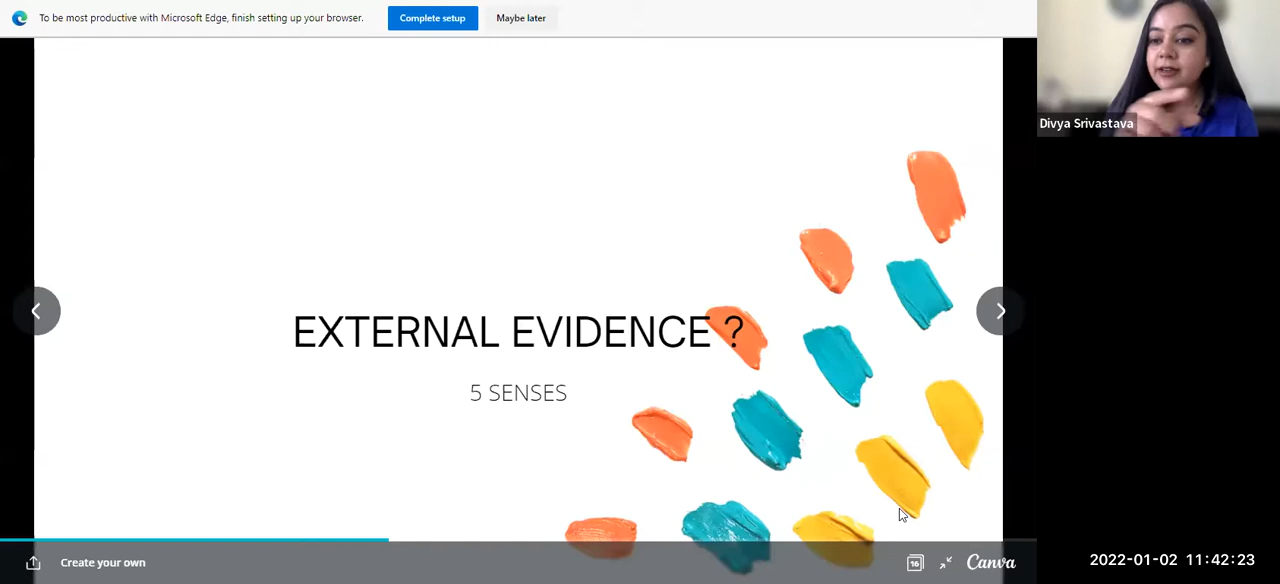 To be most productive with Microsoft Edge, finish setting up your browser.
Complete setup
Maybe later
Divya Srivastava
EXTERNAL EVIDENCE ?
5 SENSES
Create your own
16
Canva
2022-01-02 11:42:23